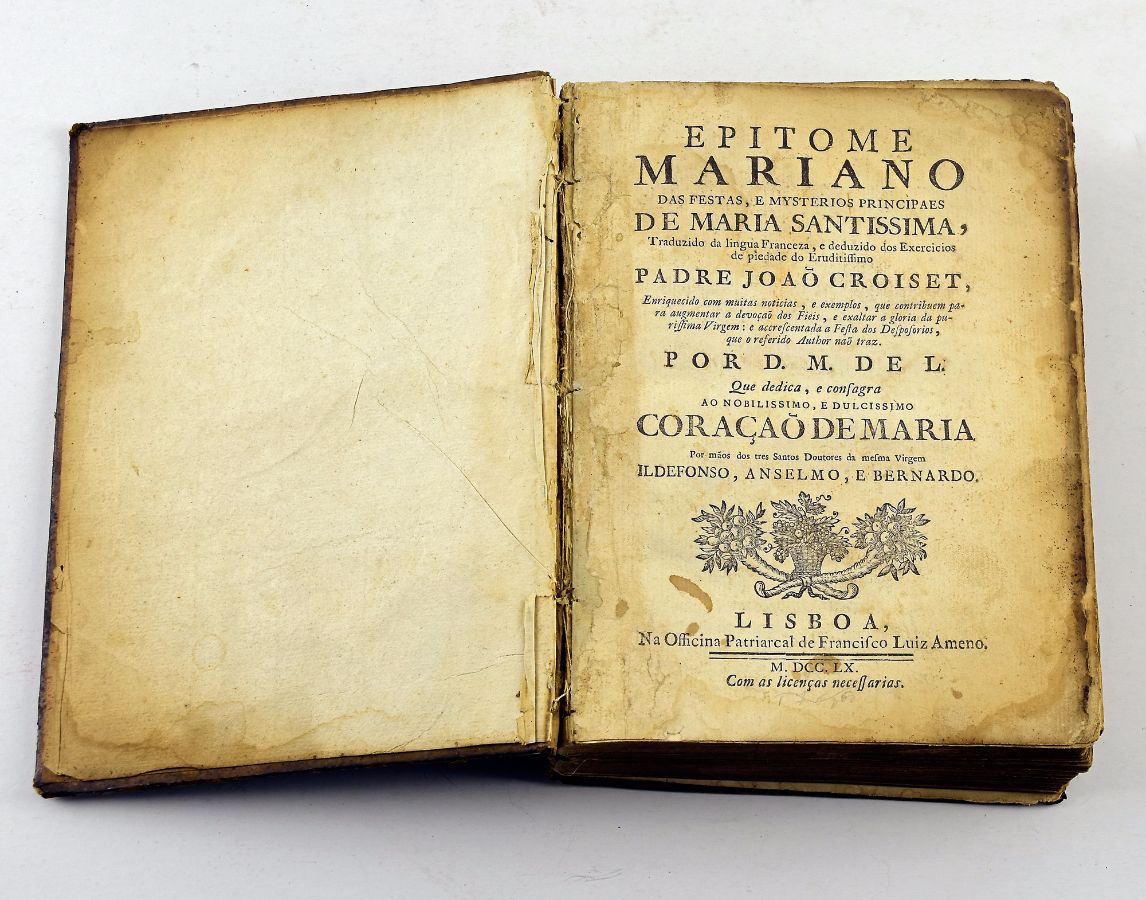 EPITOME
MARIANO
DAS FESTAS, E MYSTERIOS PRINCIPAES
DE MARIA SANTISSIMA,
Traduzido da lingua Franceza, e deduzido dos Exercicios
de piedade do Eruditiſſimo
PADRE JOAÕ CROISET,
Enriquecido com muitas noticias, e exemplos, que contribuem pa-
ra augmentar a devoçaõ dos Fieis, e exaltar a gloria da pu-
riſſima Virgem: e accreſcentada a Feſta dos Deſpoſorios,
que o referido Author naõ traz.
POR D. M. DE L.
Que dedica, e conſagra
AO NOBILISSIMO, E DULCISSIMO
CORAÇAÕ DE MARIA
Por mãos dos tres Santos Doutores da meſma Virgem
ILDEFONSO, ANSELMO, E BERNARDO.
LISBOA,
Na Officina Patriarcal de Franciſco Luiz Ameno.
M. DCC. LX.
Com as licenças neceſſarias.